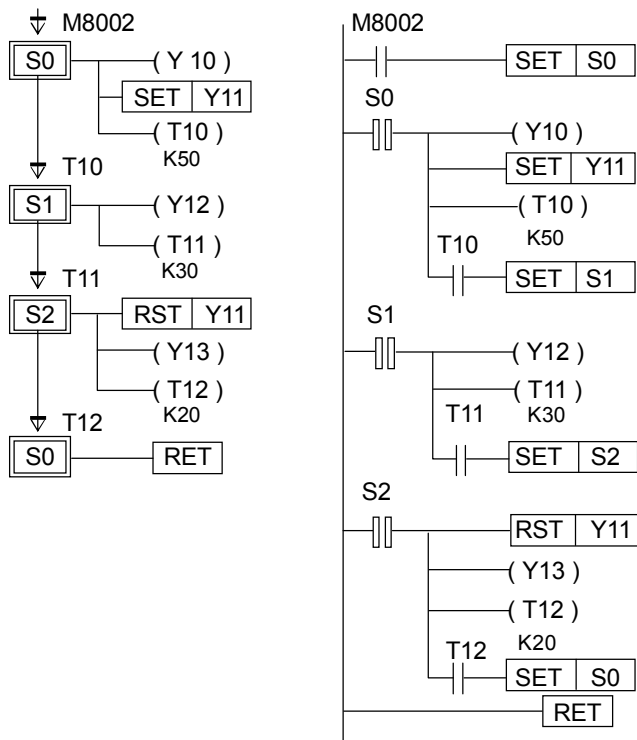 M8002
S0
( Y 10 )
SET Y11
( T10 )
K50
T10
S1
( Y12 )
( T11 )
K30
T11
S2
RST Y11
( Y13 )
( T12 )
K20
T12
S0
RET
M8002
SET S0
S0
( Y10 )
SET Y11
( T10 )
K50
T10
SET S1
S1
( Y12 )
( T11 )
K30
T11
SET S2
S2
RST Y11
( Y13 )
( T12 )
K20
T12
SET S0
RET